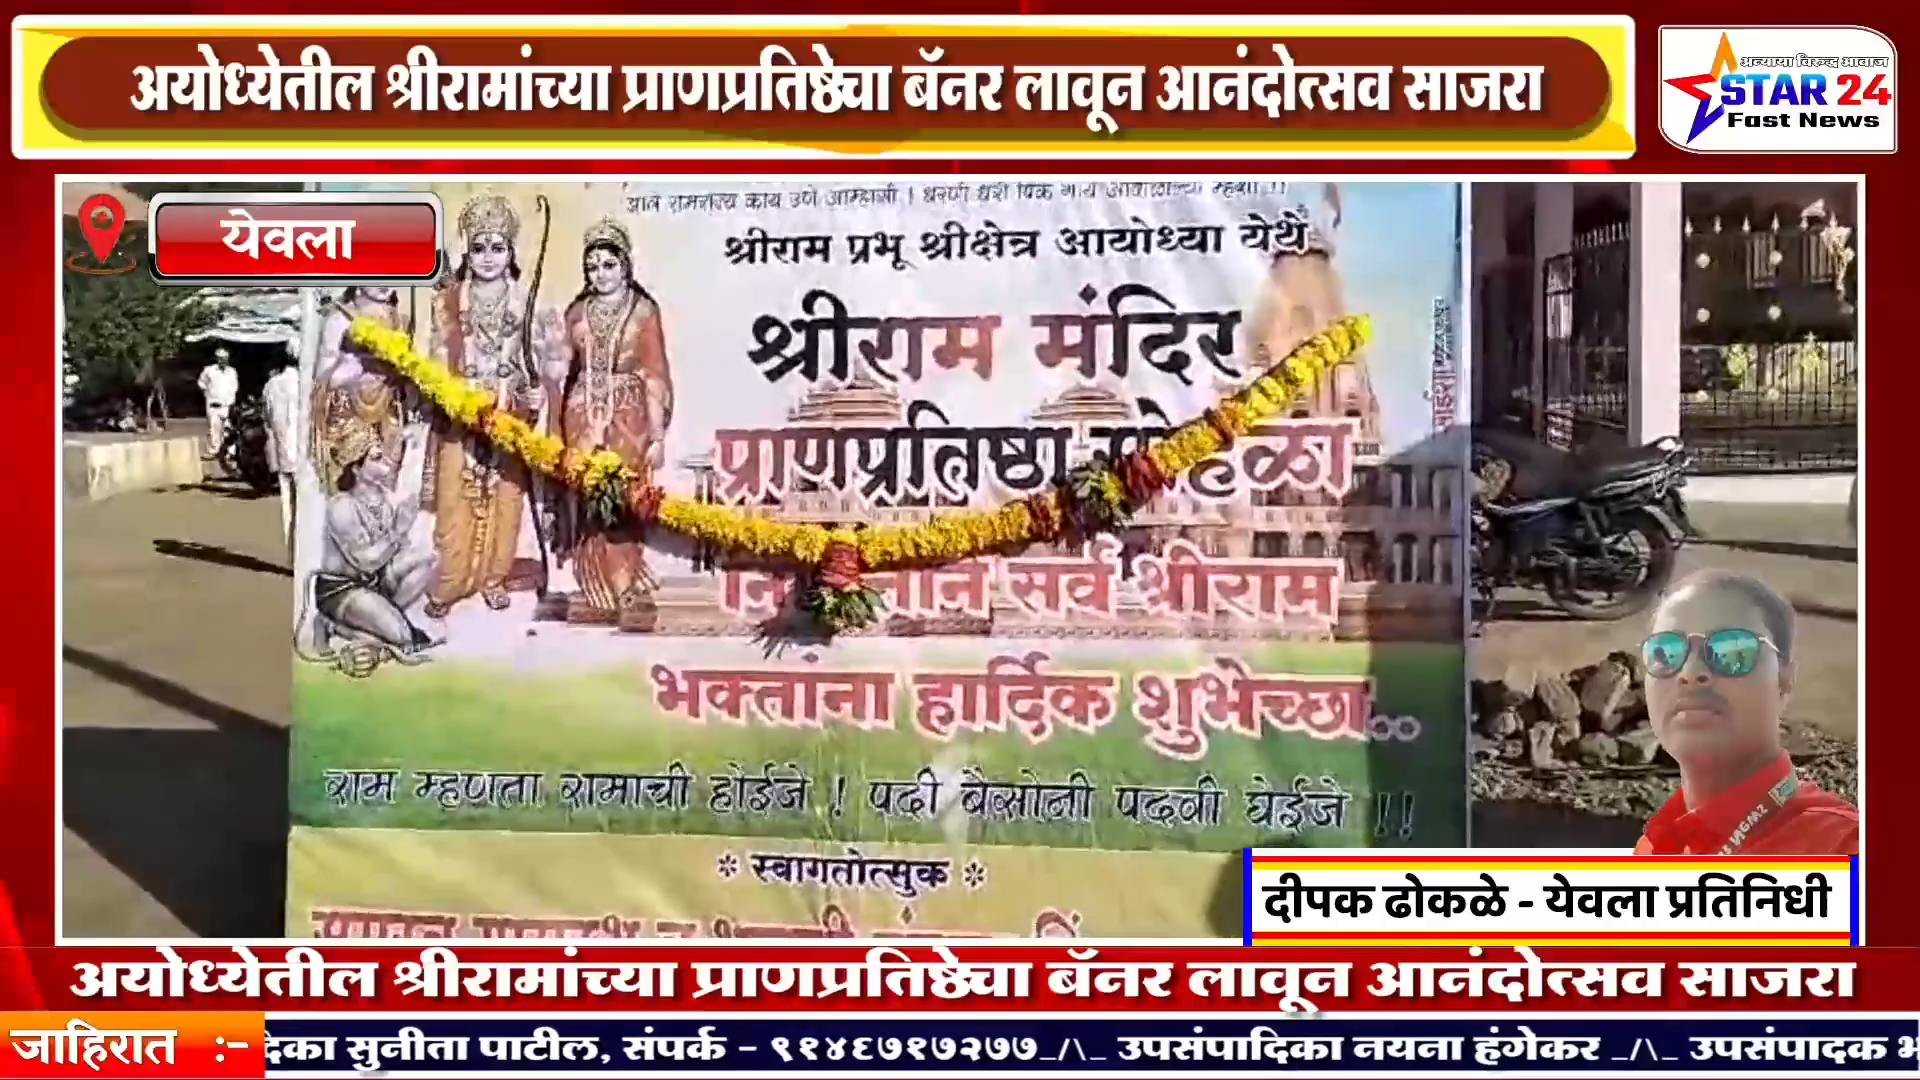 अयोध्येतील श्रीरामांच्या प्राणप्रतिष्ठेचा बॅनर लावून आनंदोत्सव साजरा
अन्याया विरुद्ध आवाज
STAR 24
Fast News
येवला
श्रीराम प्रभू श्रीक्षेत्र आयोध्या येथें
श्रीराम मंदिर
प्राणप्रतिष्ठा
सर्व श्रीराम
भक्तांना हार्दिक शुभेच्छा..
राम म्हणता रामाची होईजे ! पदी बैसोनी पदवी घेईजे !!
* स्वागतोत्सुक *
दीपक ढोकळे - येवला प्रतिनिधी
अयोध्येतील श्रीरामांच्या प्राणप्रतिष्ठेचा बॅनर लावून आनंदोत्सव साजरा
जाहिरात :- दिका सुनीता पाटील, संपर्क - ९१४६७१७२७७_/\_ उपसंपादिका नयना हंगेकर _/\_ उपसंपादक